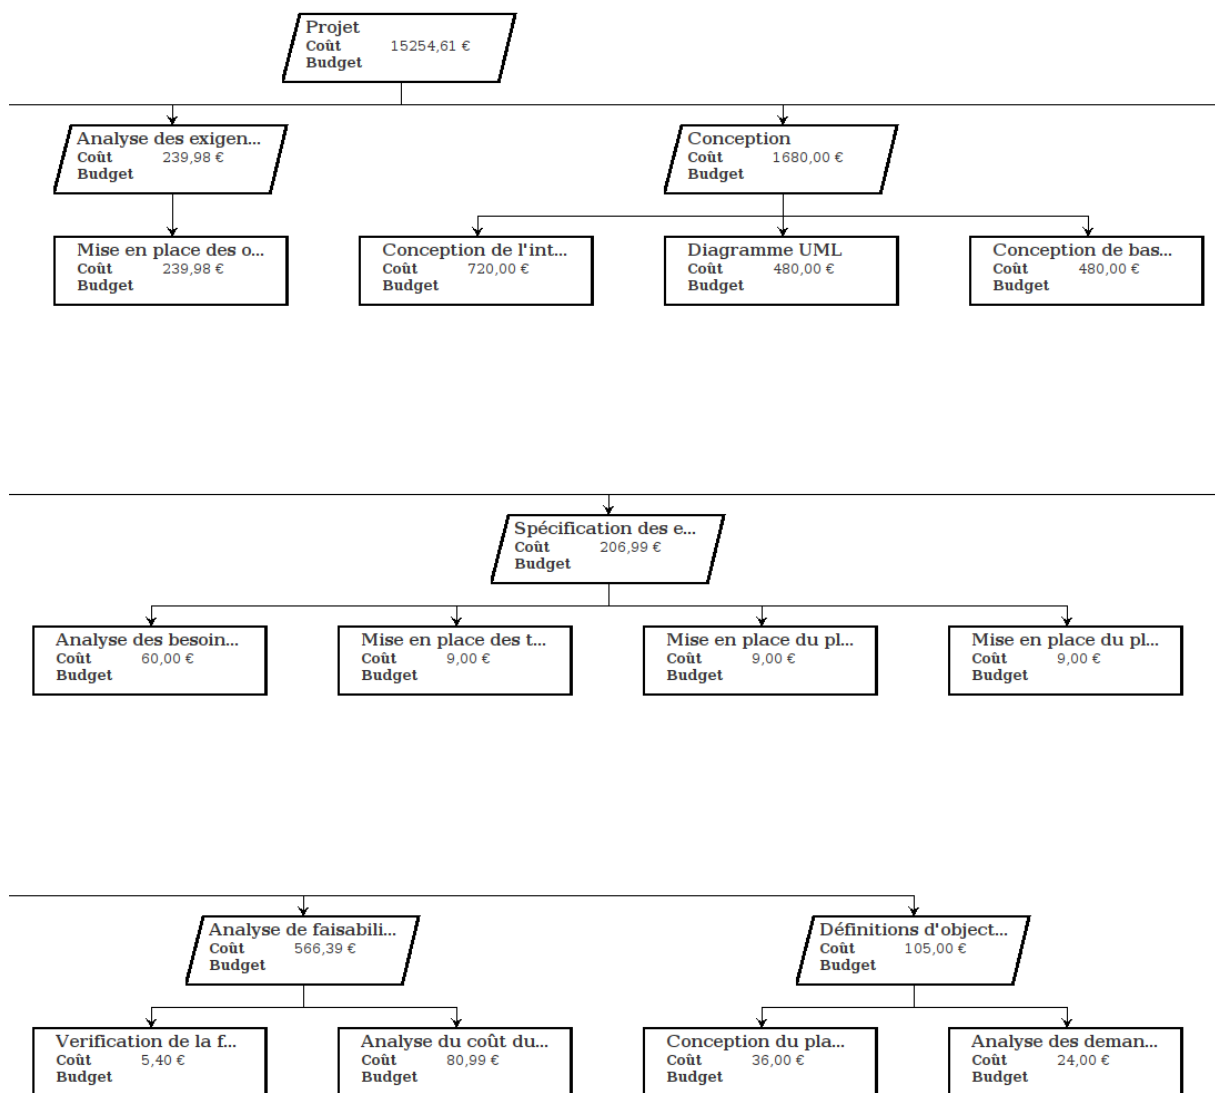 Projet
Coût 15254,61 €
Budget
Analyse des exigen...
Coût 239,98 €
Budget
Conception
Coût 1680,00 €
Budget
Mise en place des o...
Coût 239,98 €
Budget
Conception de l'int...
Coût 720,00 €
Budget
Diagramme UML
Coût 480,00 €
Budget
Conception de bas...
Coût 480,00 €
Budget
Spécification des e...
Coût 206,99 €
Budget
Analyse des besoin...
Coût 60,00 €
Budget
Mise en place des t...
Coût 9,00 €
Budget
Mise en place du pl...
Coût 9,00 €
Budget
Mise en place du pl...
Coût 9,00 €
Budget
Analyse de faisabili...
Coût 566,39 €
Budget
Définitions d'object...
Coût 105,00 €
Budget
Verification de la f...
Coût 5,40 €
Budget
Analyse du coût du...
Coût 80,99 €
Budget
Conception du pla...
Coût 36,00 €
Budget
Analyse des deman...
Coût 24,00 €
Budget